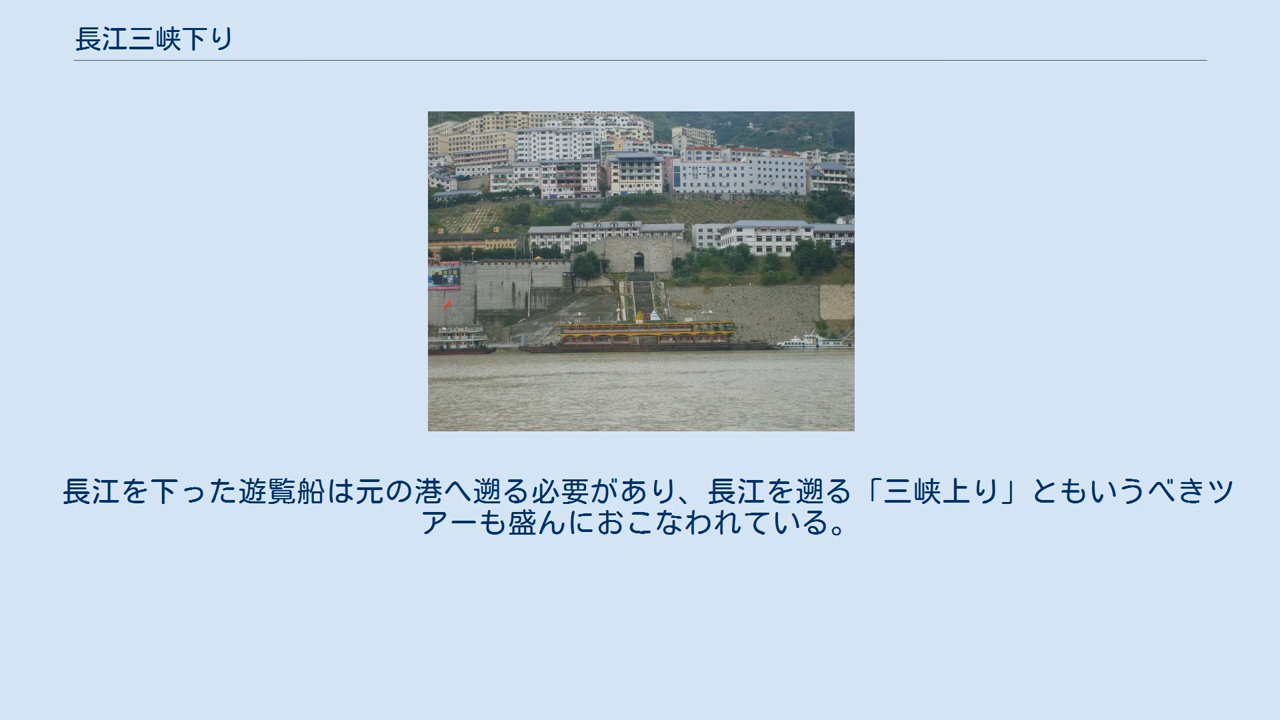 長江三峡下り
長江を下った遊覧船は元の港へ遡る必要があり、長江を遡る「三峡上り」ともいうべきツ
アーも盛んにおこなわれている。